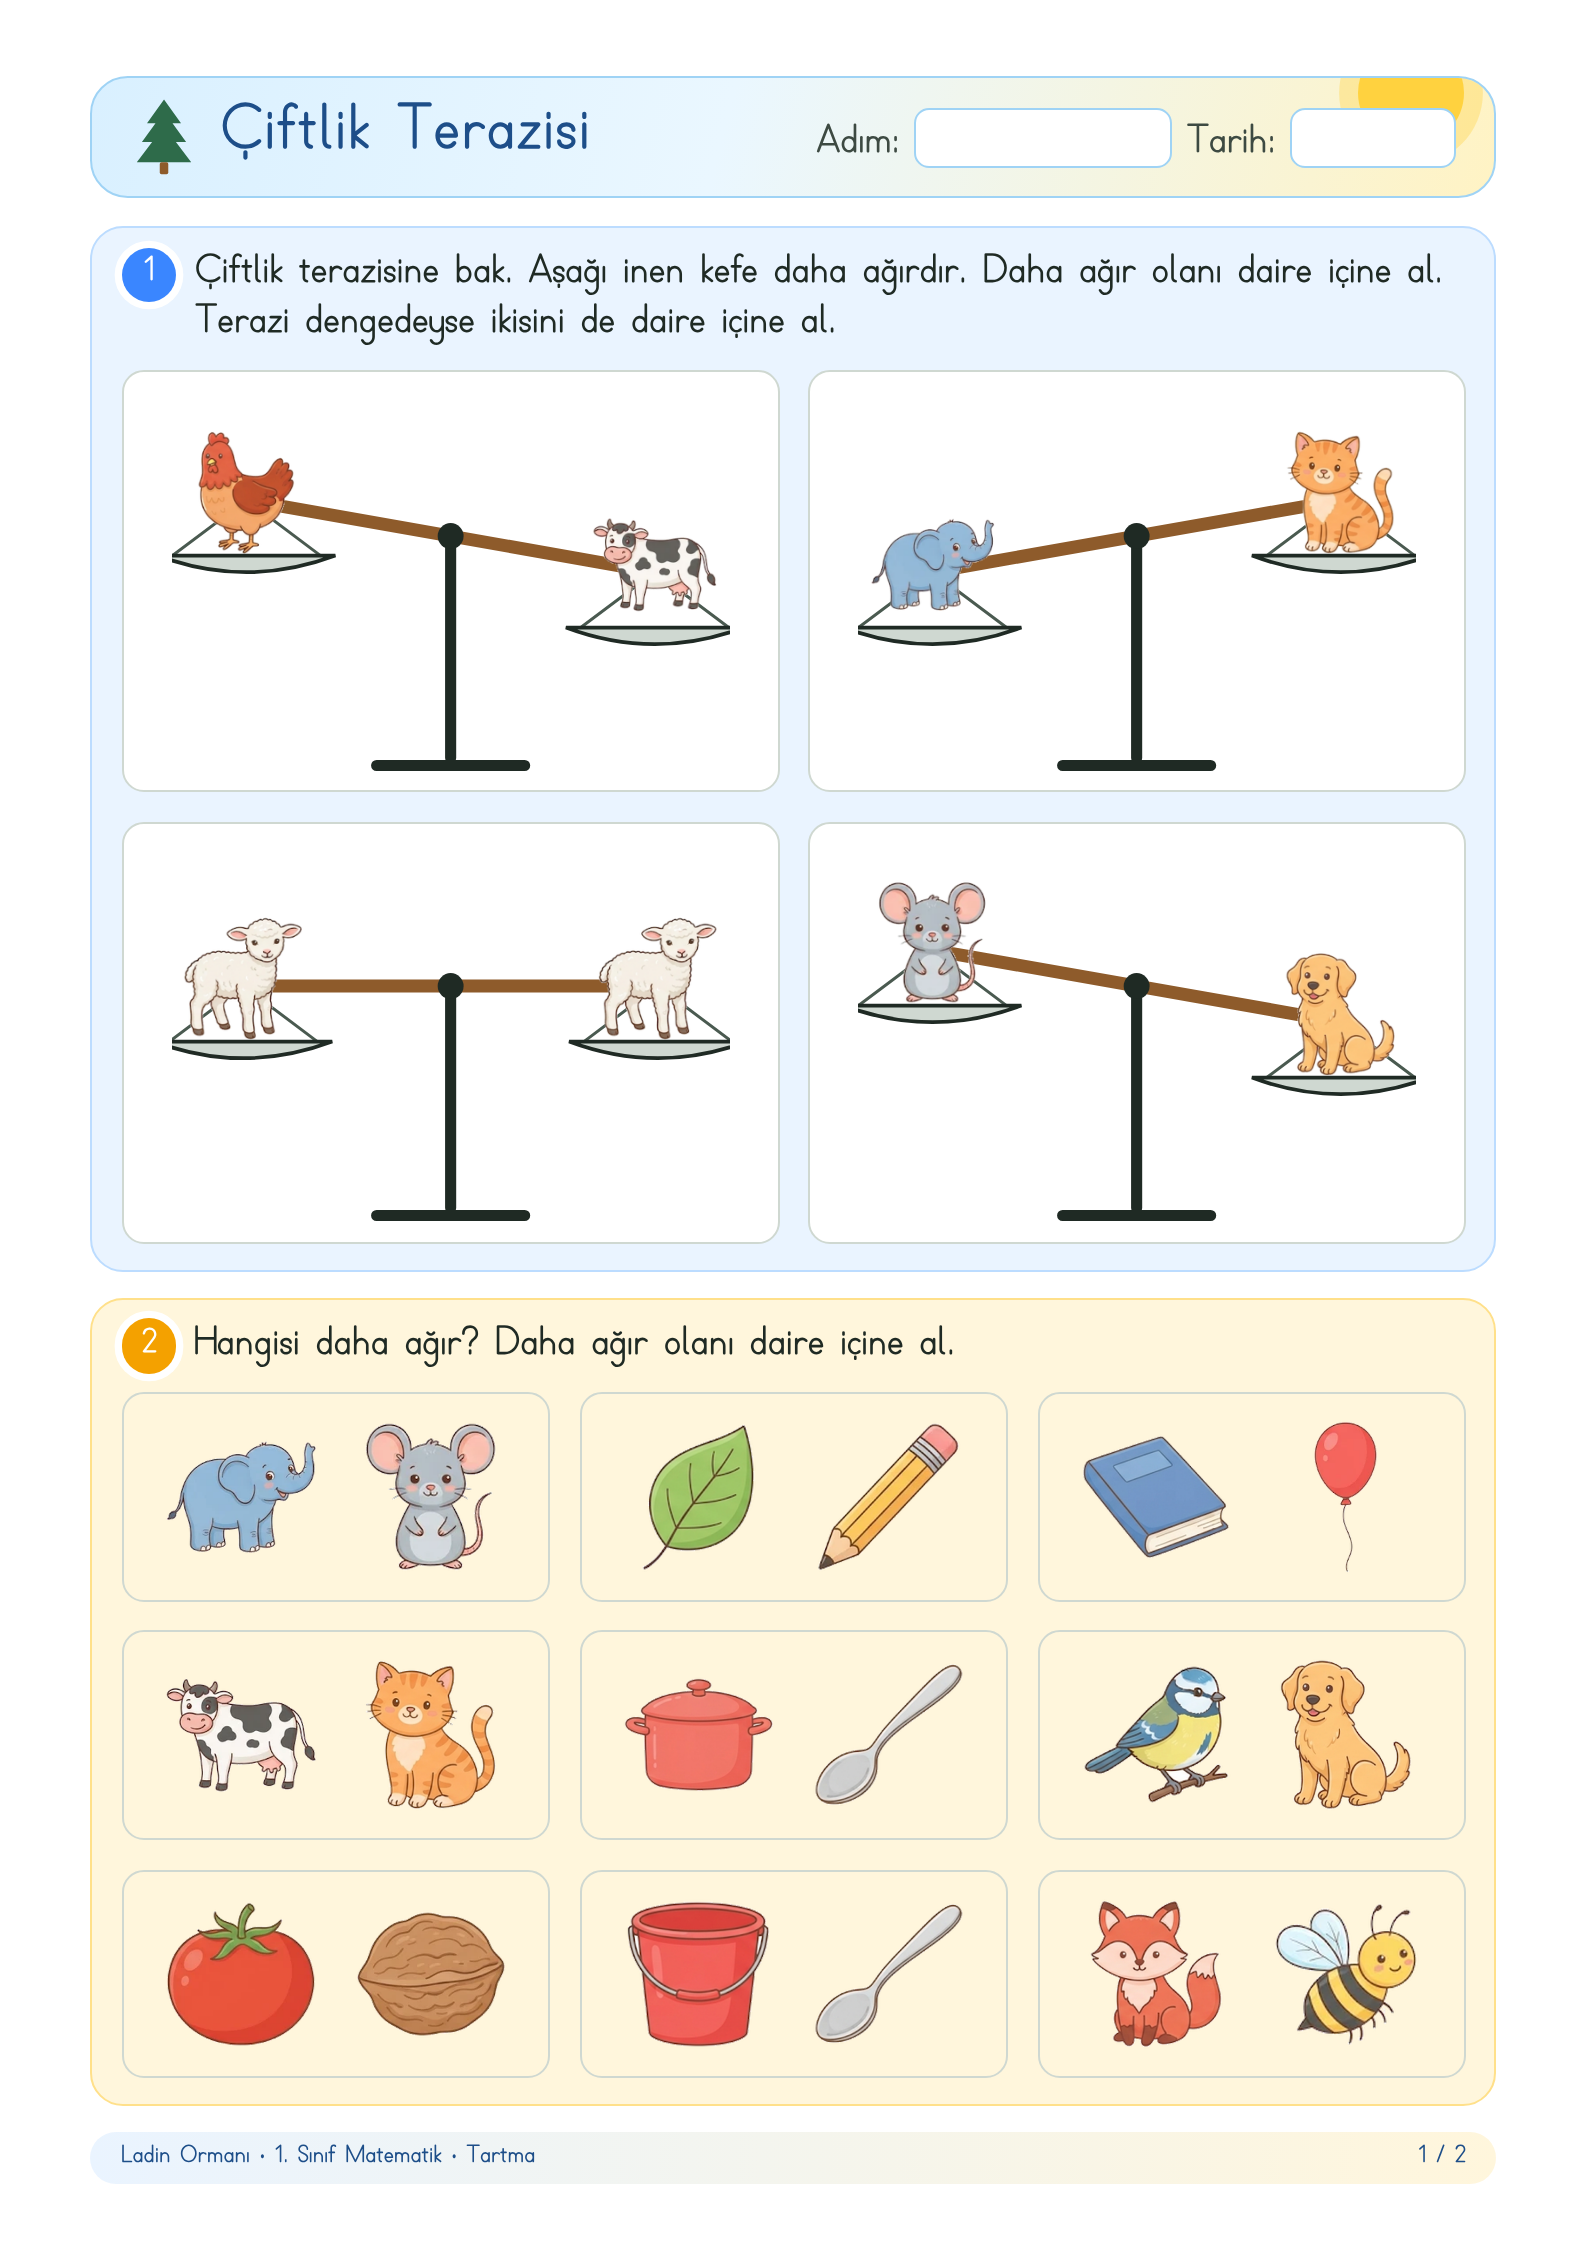 Çiftlik Terazisi
Adım:
Tarih:
1
Çiftlik terazisine bak. Aşağı inen kefe daha ağırdır. Daha ağır olanı daire içine al.
Terazi dengedeyse ikisini de daire içine al.
2
Hangisi daha ağır? Daha ağır olanı daire içine al.
Ladin Ormanı • 1. Sınıf Matematik • Tartma
1 / 2